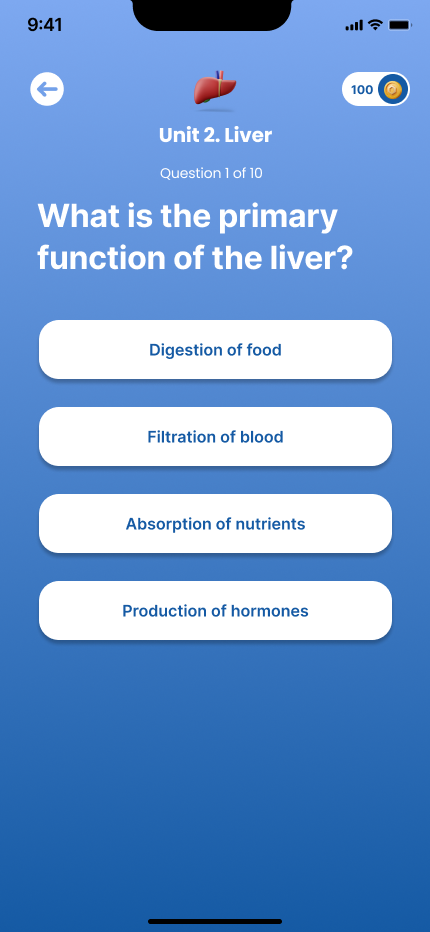 9:41
100
Unit 2. Liver
Question 1 of 10
What is the primary
function of the liver?
Digestion of food
Filtration of blood
Absorption of nutrients
Production of hormones